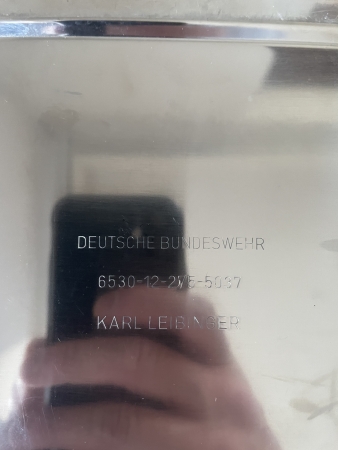 DEUTSCHE BUNDESWEHR
KARL LEIBINGER